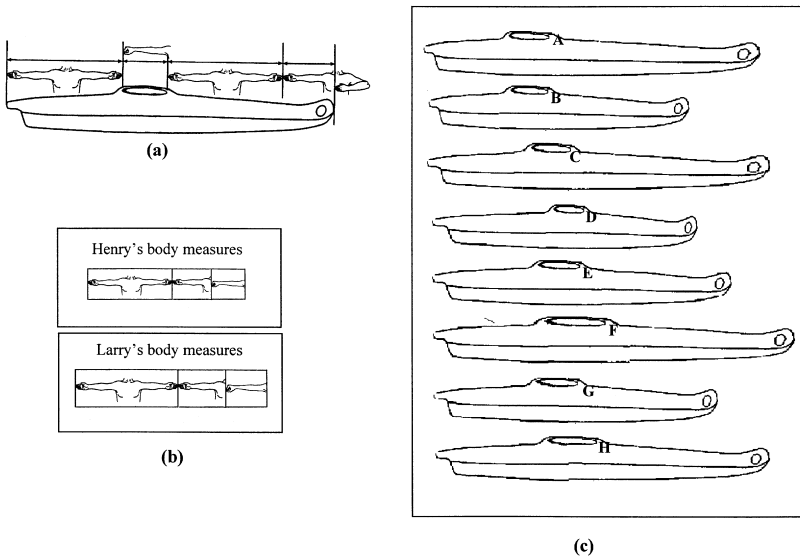 (a)
Henry's body measures
Larry's body measures
(b)
A
B
C
D
E
F
G
H
(c)